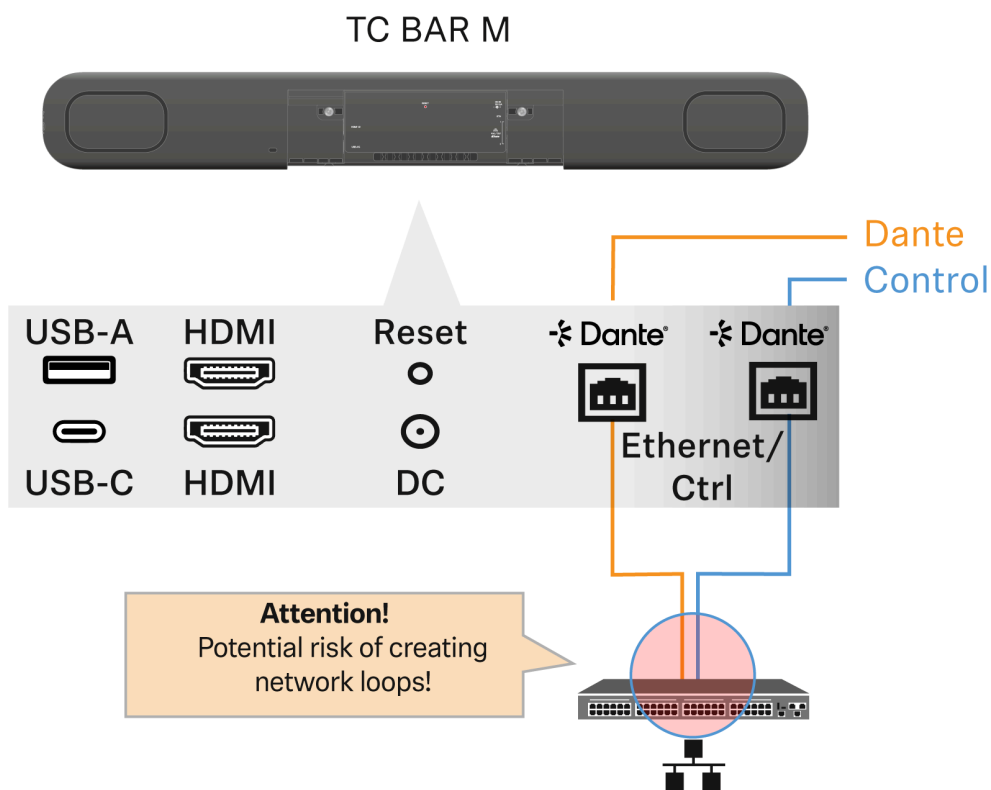 TC BAR M
Dante
Control
USB-A HDMI Reset Dante® Dante®
USB-C HDMI DC Ethernet/
Ctrl
Attention!
Potential risk of creating
network loops!